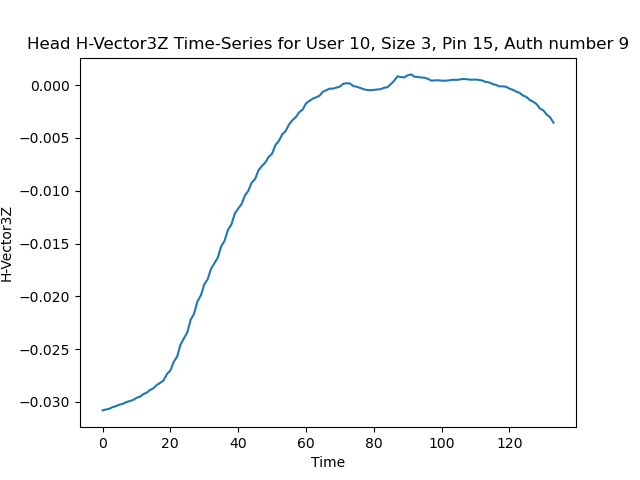 Head H-Vector3Z Time-Series for User 10, Size 3, Pin 15, Auth number 9
H-Vector3Z
0.000
−0.005
−0.010
−0.015
−0.020
−0.025
−0.030
0 20 40 60 80 100 120
Time